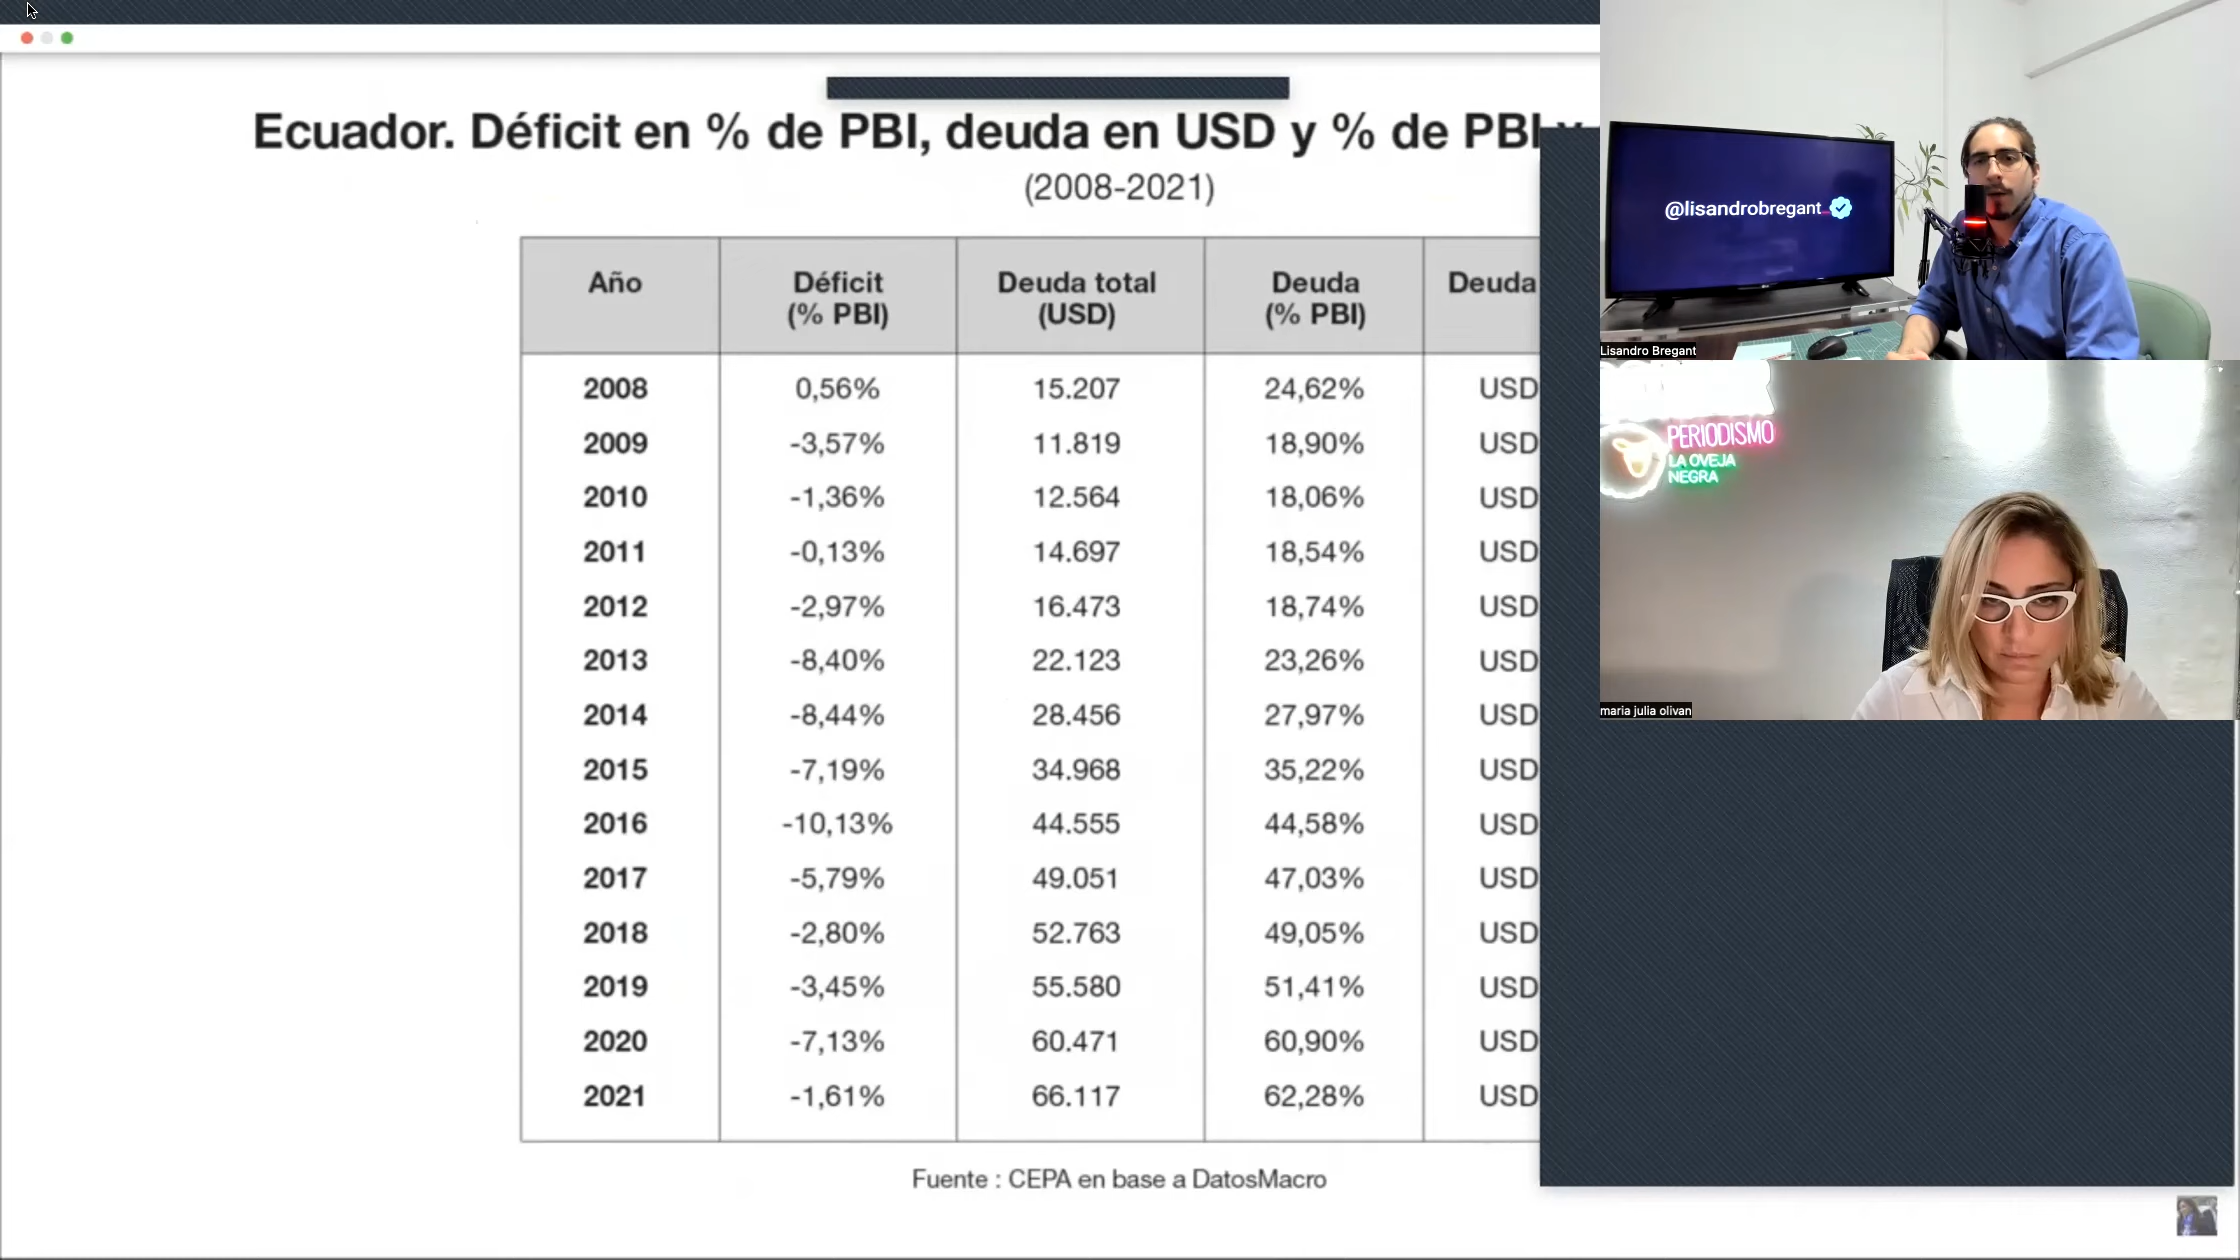 Ecuador. Déficit en % de PBI, deuda en USD y % de PBI y
(2008-2021)
Año Déficit (% PBI) Deuda total (USD) Deuda (% PBI) Deuda
2008 0,56% 15.207 24,62% USD
2009 -3,57% 11.819 18,90% USD
2010 -1,36% 12.564 18,06% USD
2011 -0,13% 14.697 18,54% USD
2012 -2,97% 16.473 18,74% USD
2013 -8,40% 22.123 23,26% USD
2014 -8,44% 28.456 27,97% USD
2015 -7,19% 34.968 35,22% USD
2016 -10,13% 44.555 44,58% USD
2017 -5,79% 49.051 47,03% USD
2018 -2,80% 52.763 49,05% USD
2019 -3,45% 55.580 51,41% USD
2020 -7,13% 60.471 60,90% USD
2021 -1,61% 66.117 62,28% USD
Fuente : CEPA en base a DatosMacro
@lisandrobregant_
Lisandro Bregant
PERIODISMO
LA OVEJA
NEGRA
maria julia olivan